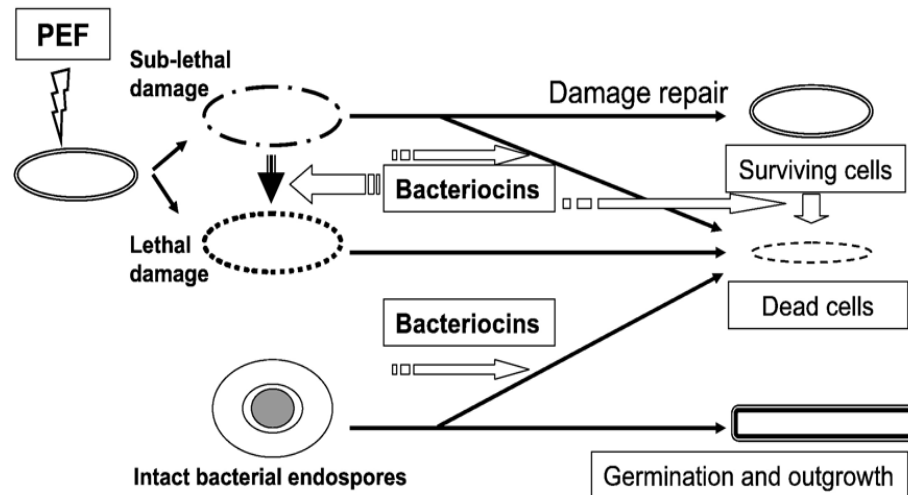 PEF
Sub-lethal
damage
Damage repair
Bacteriocins
Surviving cells
Lethal
damage
Dead cells
Bacteriocins
Intact bacterial endospores
Germination and outgrowth